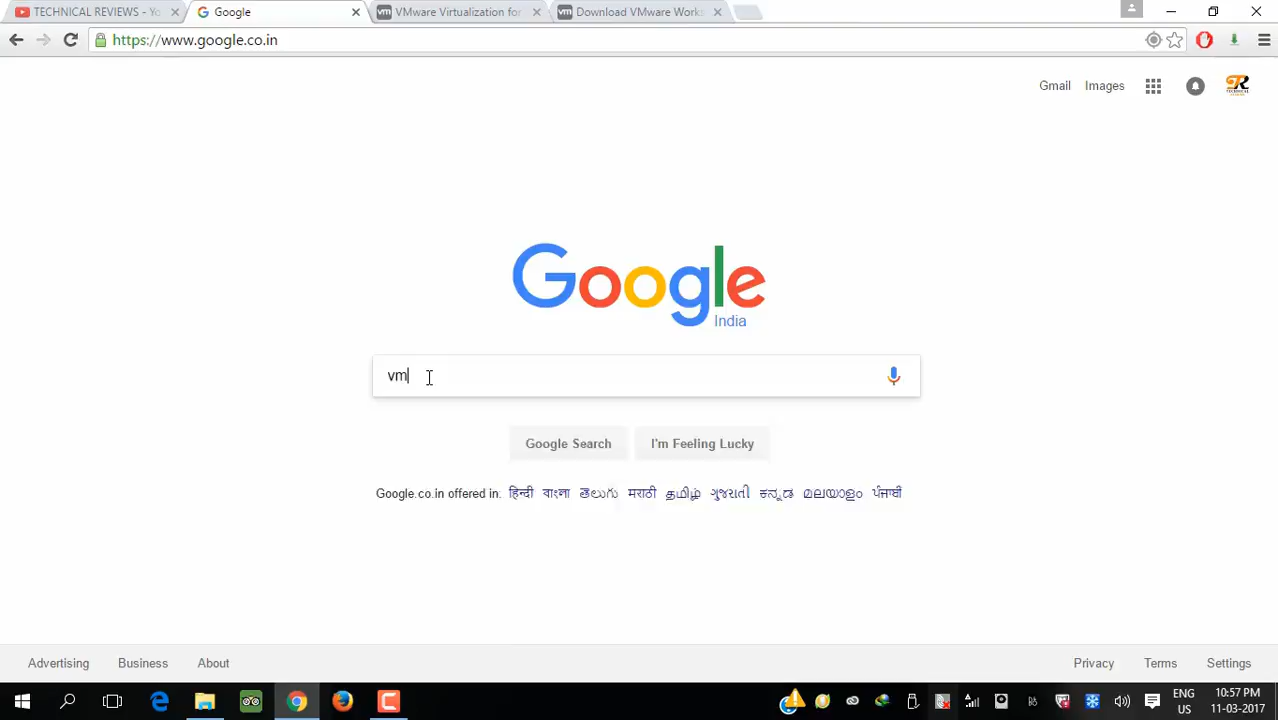 TECHNICAL REVIEWS - Yo
Google
VMware Virtualization for
Download VMware Works
https://www.google.co.in
Gmail Images
Google
India
vm
Google Search I'm Feeling Lucky
Google.co.in offered in: हिन्दी বাংলা తెలుగు मराठी தமிழ் ગુજરાતી ಕನ್ನಡ മലയാളം ਪੰਜਾਬੀ
Advertising Business About Privacy Terms Settings
ENG 10:57 PM
US 11-03-2017